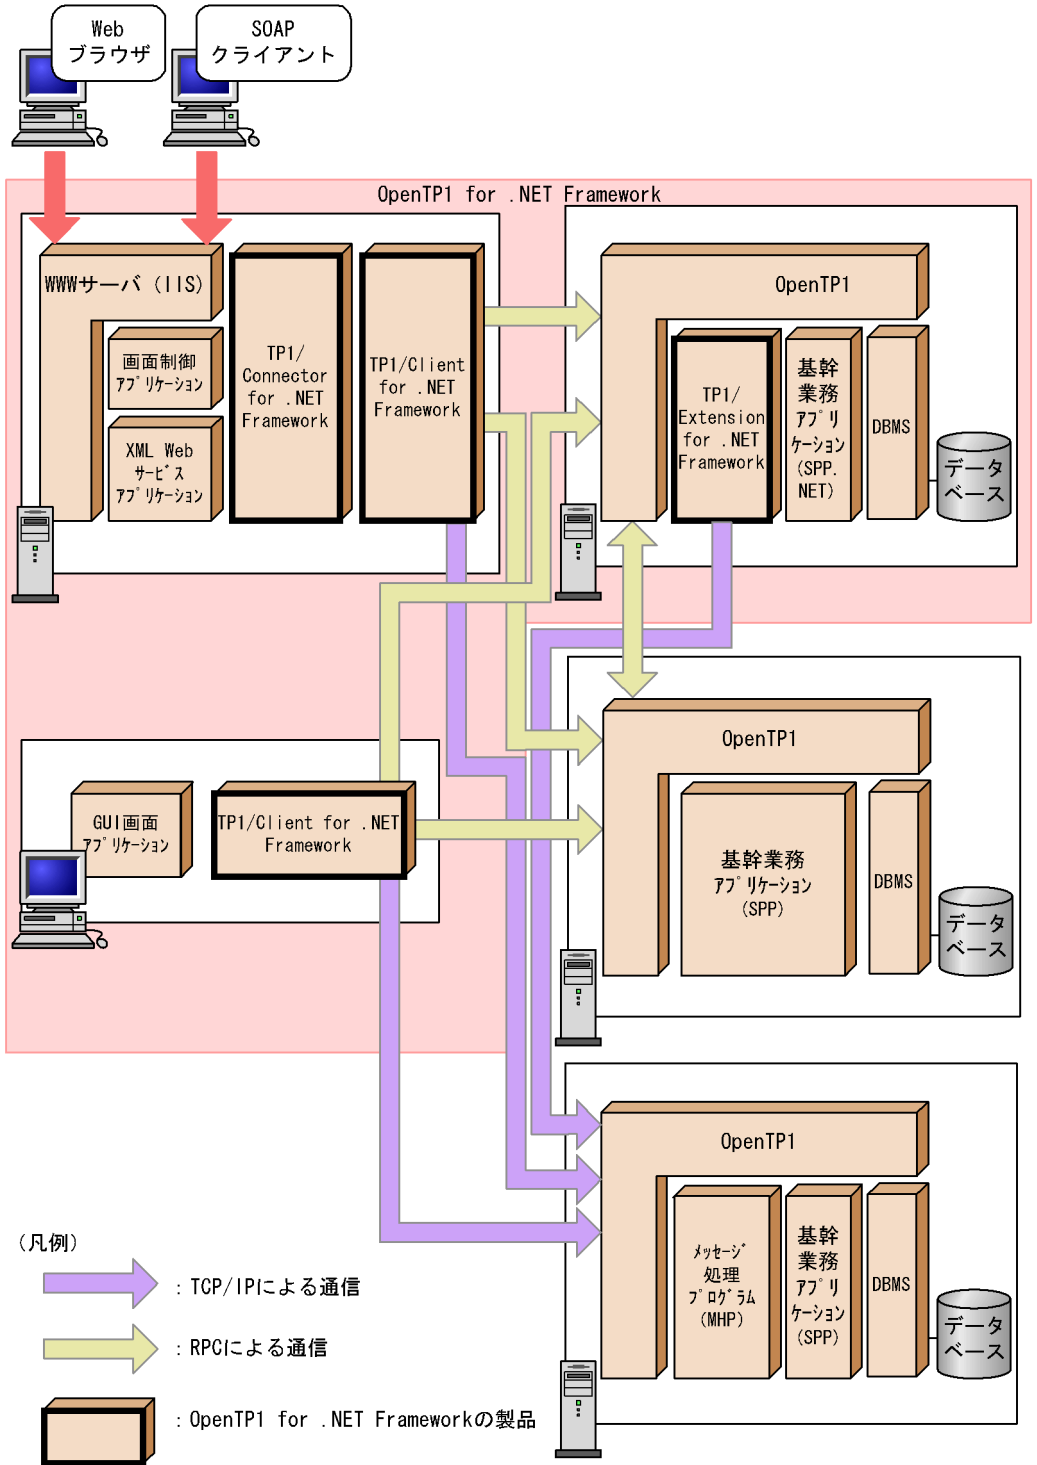 Web
ブラウザ
SOAP
クライアント
OpenTP1 for .NET Framework
WWWサーバ (IIS)
画面制御
アプリケーション
XML Web
サービス
アプリケーション
TP1/
Connector
for .NET
Framework
TP1/Client
for .NET
Framework
OpenTP1
TP1/
Extension
for .NET
Framework
基幹
業務
アプリ
ケーション
(SPP.
NET)
DBMS
データ
ベース
GUI画面
アプリケーション
TP1/Client for .NET
Framework
OpenTP1
基幹業務
アプリケーション
(SPP)
DBMS
データ
ベース
OpenTP1
メッセージ
処理
プログラム
(MHP)
基幹
業務
アプリ
ケーション
(SPP)
DBMS
データ
ベース
(凡例)
: TCP/IPによる通信
: RPCによる通信
: OpenTP1 for .NET Frameworkの製品